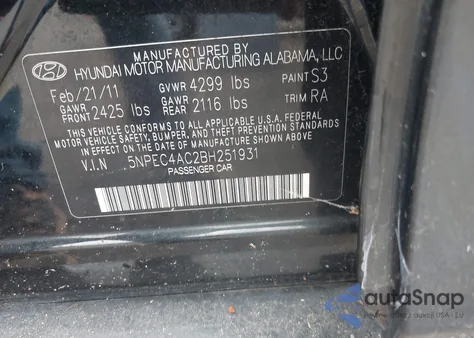 MANUFACTURED BY
HYUNDAI MOTOR MANUFACTURING ALABAMA, LLC
Feb/21/11 GVWR 4299 lbs PAINT S3
GAWR FRONT 2425 lbs GAWR REAR 2116 lbs TRIM RA
THIS VEHICLE CONFORMS TO ALL APPLICABLE U.S.A FEDERAL
MOTOR VEHICLE SAFETY, BUMPER, AND THEFT PREVENTION
STANDARDS IN EFFECT ON THE DATE OF MANUFACTURE SHOWN ABOVE.
V.I.N 5NPEC4AC2BH251931
PASSENGER CAR
autoSnap